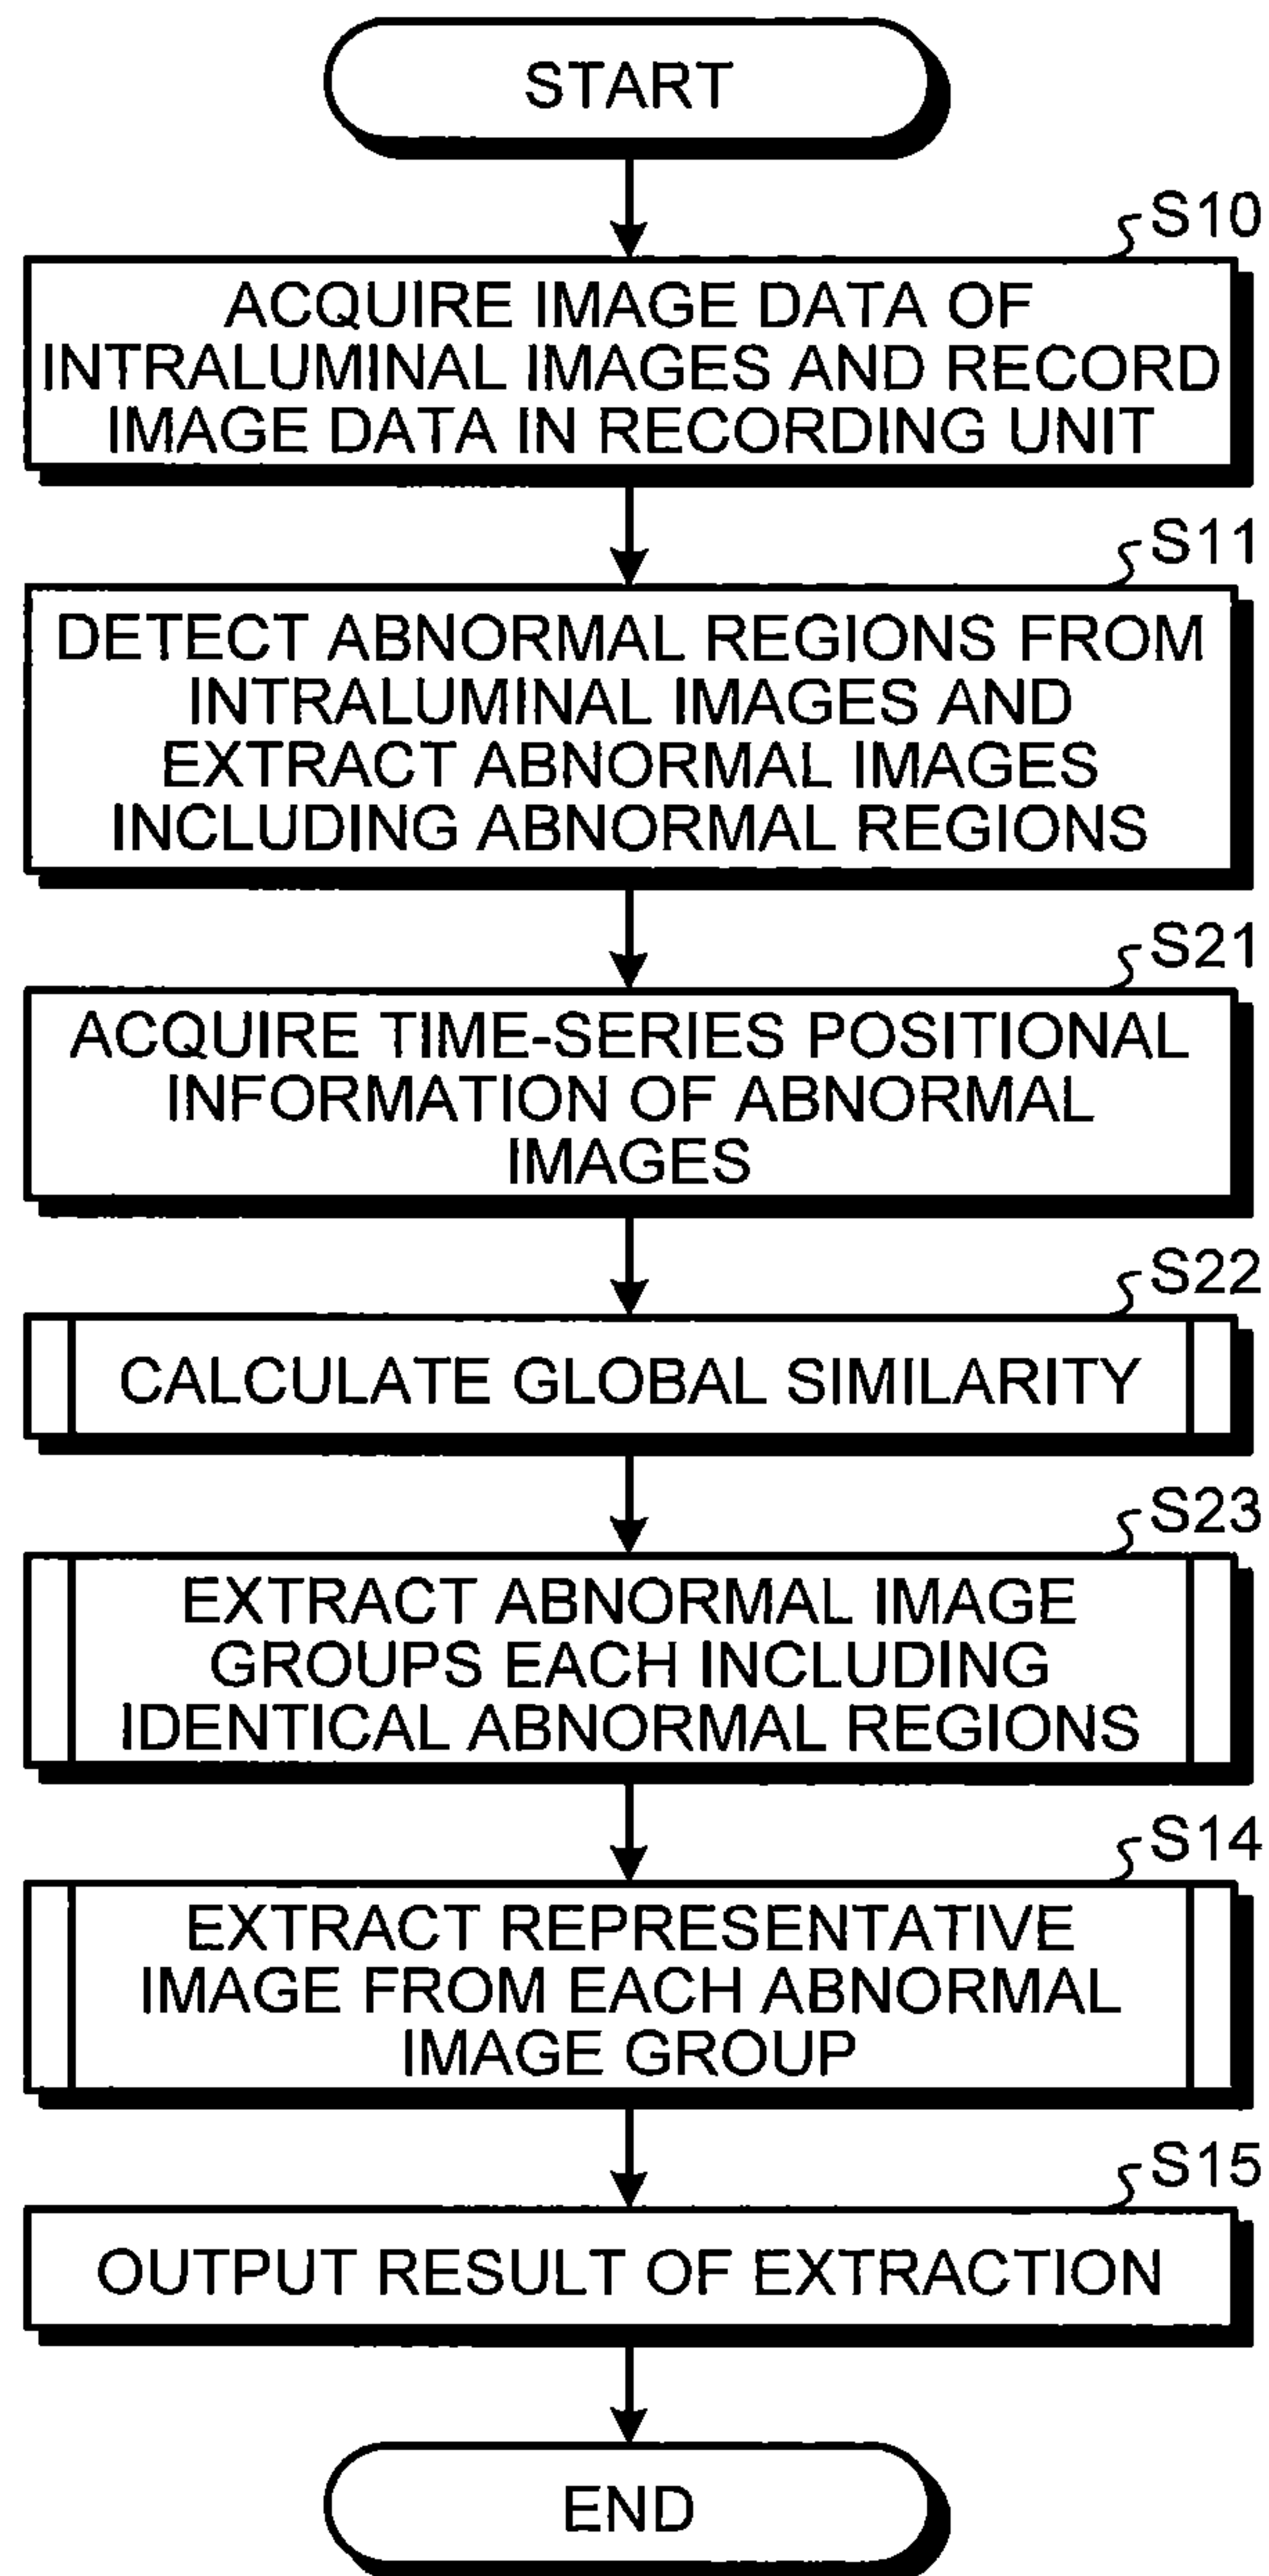 START
S10
ACQUIRE IMAGE DATA OF
INTRALUMINAL IMAGES AND RECORD
IMAGE DATA IN RECORDING UNIT
S11
DETECT ABNORMAL REGIONS FROM
INTRALUMINAL IMAGES AND
EXTRACT ABNORMAL IMAGES
INCLUDING ABNORMAL REGIONS
S21
ACQUIRE TIME-SERIES POSITIONAL
INFORMATION OF ABNORMAL
IMAGES
S22
CALCULATE GLOBAL SIMILARITY
S23
EXTRACT ABNORMAL IMAGE
GROUPS EACH INCLUDING
IDENTICAL ABNORMAL REGIONS
S14
EXTRACT REPRESENTATIVE
IMAGE FROM EACH ABNORMAL
IMAGE GROUP
S15
OUTPUT RESULT OF EXTRACTION
END